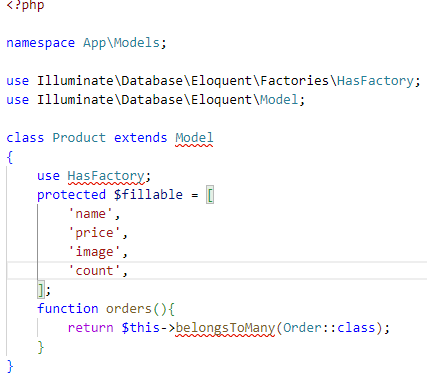 <?php
namespace App\Models;
use Illuminate\Database\Eloquent\Factories\HasFactory;
use Illuminate\Database\Eloquent\Model;
class Product extends Model
{
    use HasFactory;
    protected $fillable = [
        'name',
        'price',
        'image',
        'count',
    ];
    function orders(){
        return $this->belongsToMany(Order::class);
    }
}